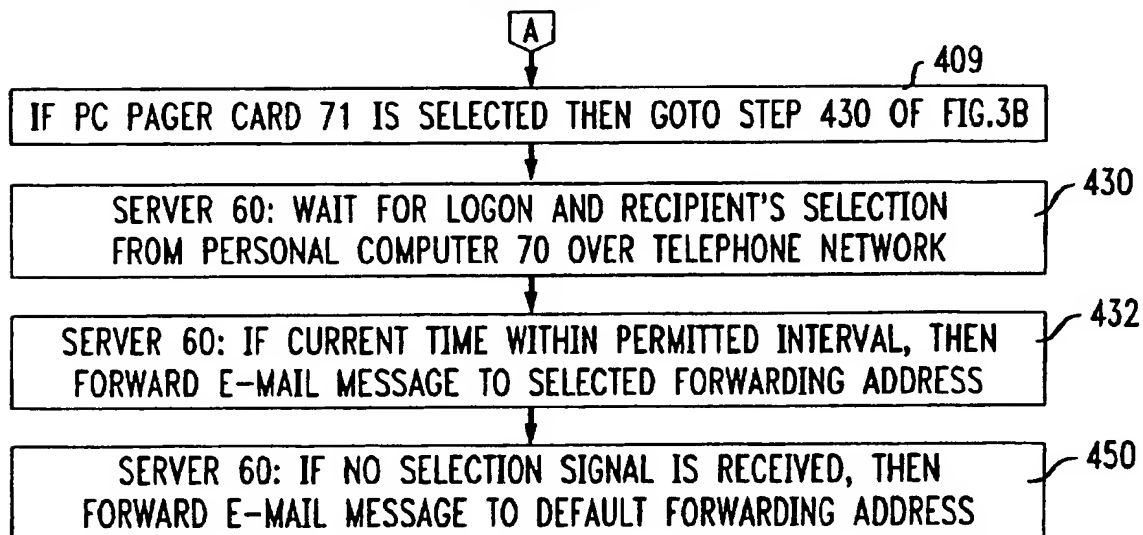 A
409
IF PC PAGER CARD 71 IS SELECTED THEN GOTO STEP 430 OF FIG.3B
430
SERVER 60: WAIT FOR LOGON AND RECIPIENT'S SELECTION
FROM PERSONAL COMPUTER 70 OVER TELEPHONE NETWORK
432
SERVER 60: IF CURRENT TIME WITHIN PERMITTED INTERVAL, THEN
FORWARD E-MAIL MESSAGE TO SELECTED FORWARDING ADDRESS
450
SERVER 60: IF NO SELECTION SIGNAL IS RECEIVED, THEN
FORWARD E-MAIL MESSAGE TO DEFAULT FORWARDING ADDRESS